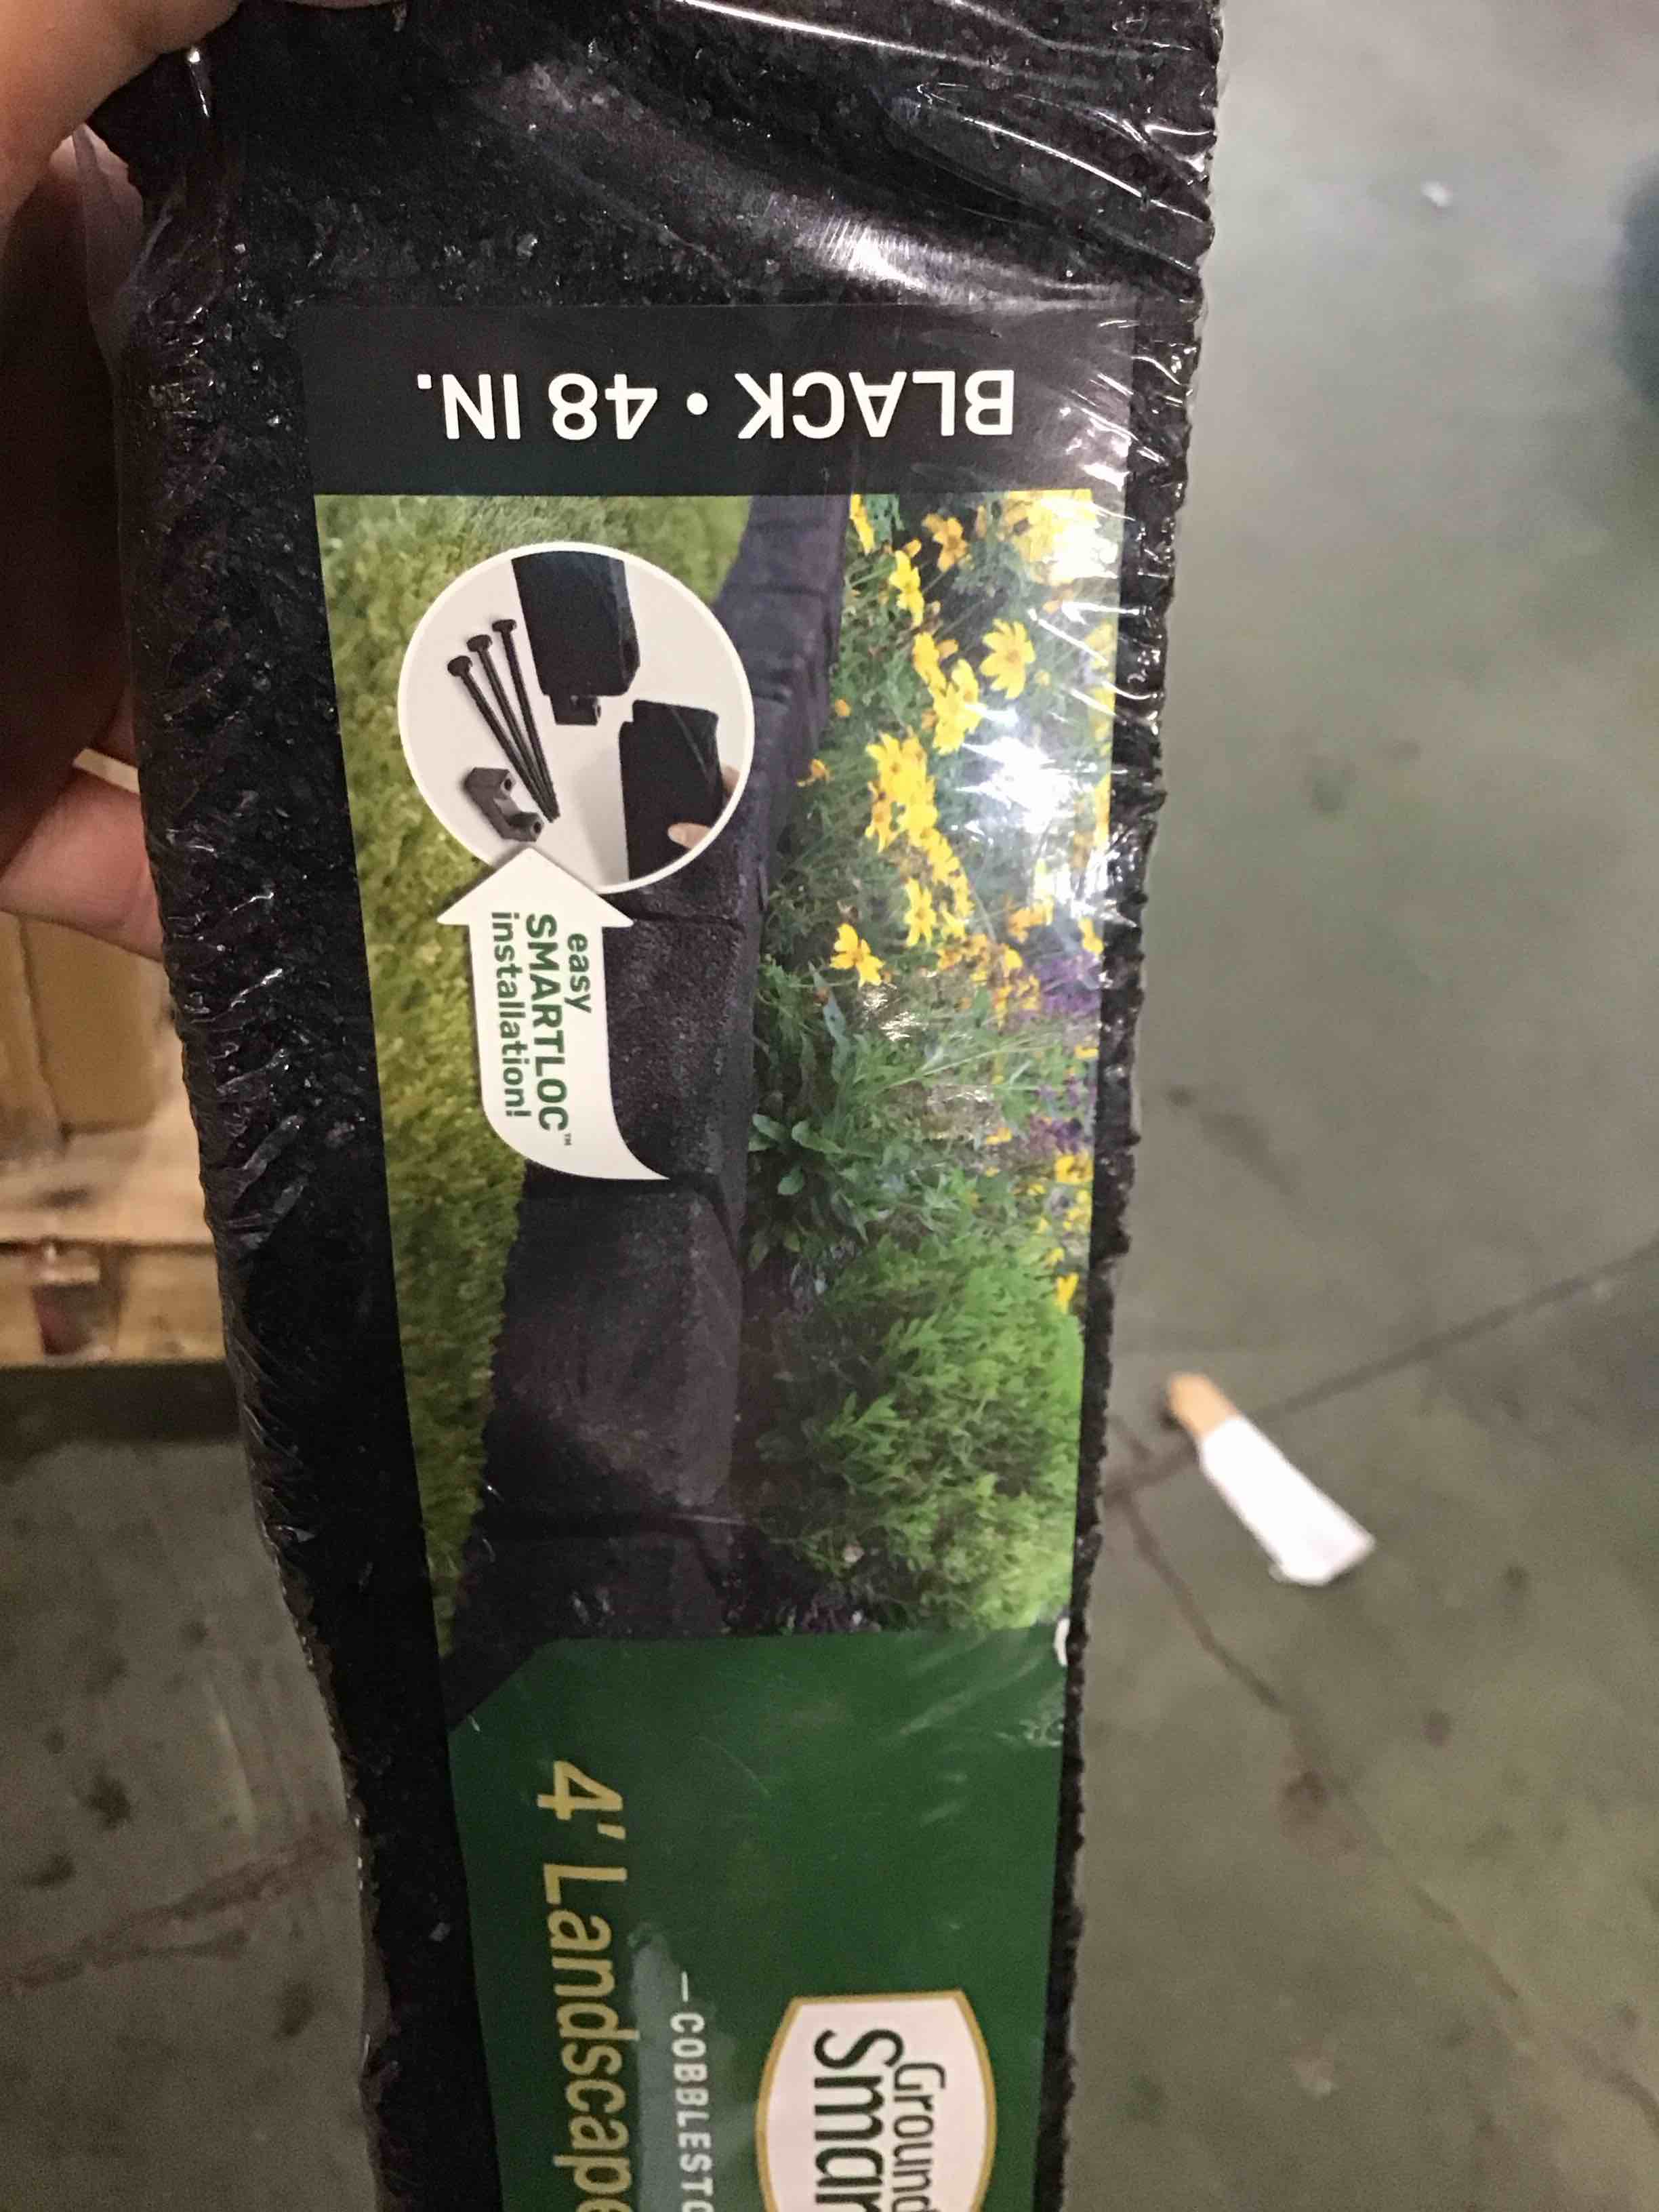 BLACK • 48 IN.
easy
SMARTLOC™
installation!
Ground
Smar
—COBBLESTO
4' Landscape